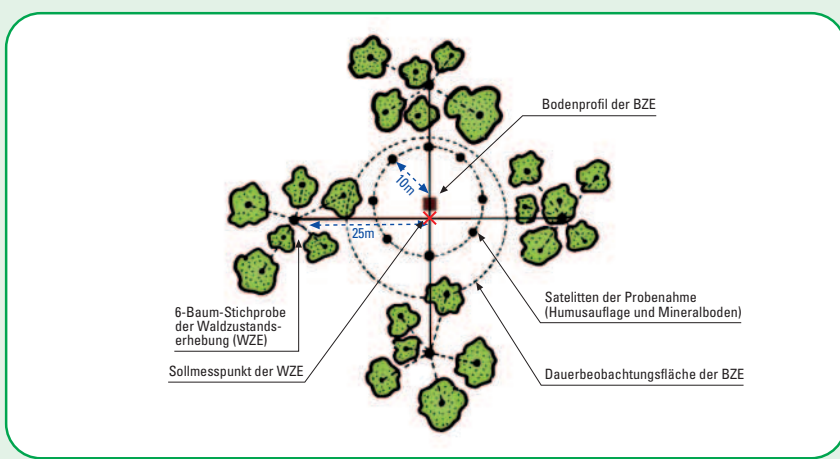 Bodenprofil der BZE
10m
25m
6-Baum-Stichprobe
der Waldzustands-
erhebung (WZE)
Sollmesspunkt der WZE
Satelitten der Probenahme
(Humusauflage und Mineralboden)
Dauerbeobachtungsfläche der BZE